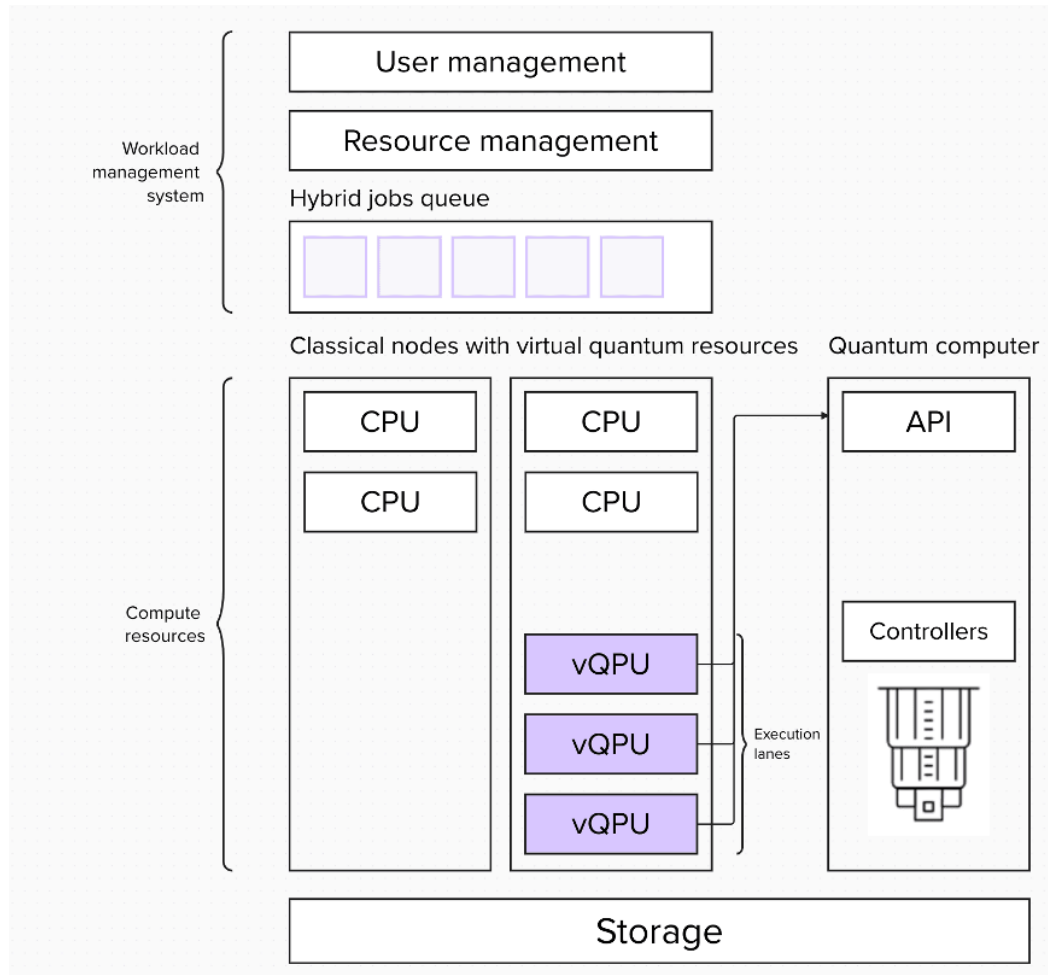 User management
Resource management
Workload
management
system
Hybrid jobs queue
Classical nodes with virtual quantum resources
Quantum computer
CPU
CPU
API
CPU
CPU
Compute
resources
Controllers
vQPU
vQPU
vQPU
Execution
lanes
Storage